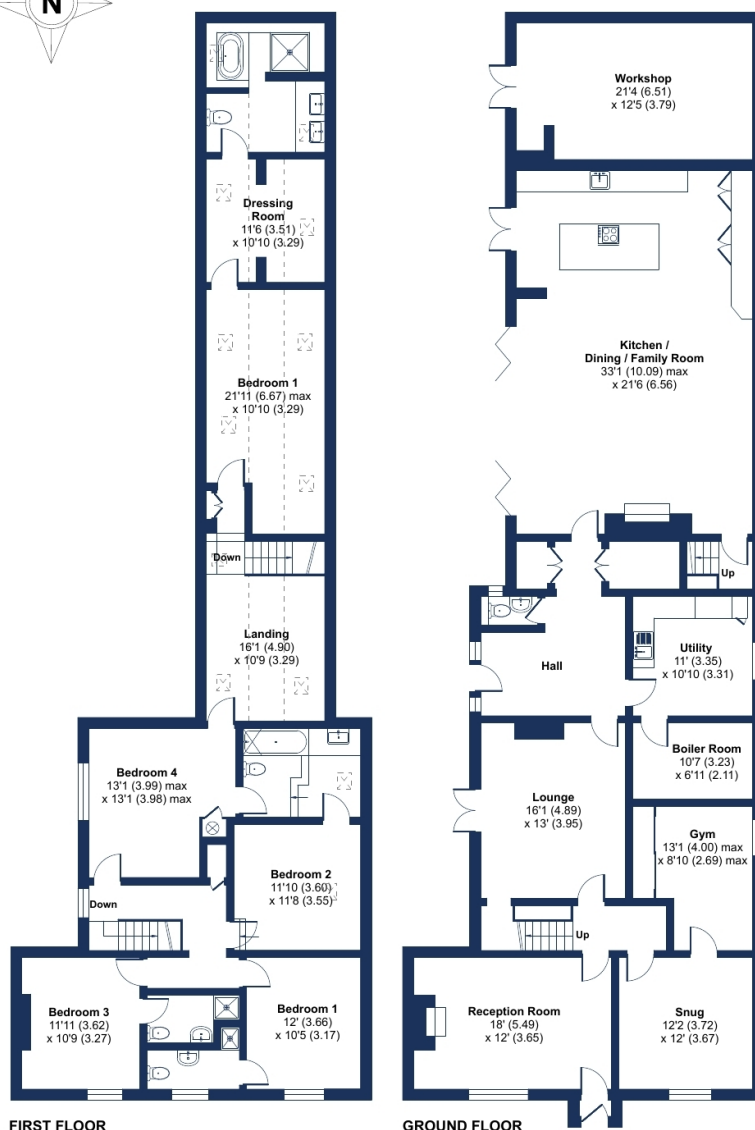 N
Dressing
Room
11'6 (3.51)
x 10'10 (3.29)
Bedroom 1
21'11 (6.67) max
x 10'10 (3.29)
Down
Landing
16'1 (4.90)
x 10'9 (3.29)
Bedroom 4
13'1 (3.99) max
x 13'1 (3.98) max
Bedroom 2
11'10 (3.60)
x 11'8 (3.55)
Down
Bedroom 3
11'11 (3.62)
x 10'9 (3.27)
Bedroom 1
12' (3.66)
x 10'5 (3.17)
FIRST FLOOR
Workshop
21'4 (6.51)
x 12'5 (3.79)
Kitchen /
Dining / Family Room
33'1 (10.09) max
x 21'6 (6.56)
Up
Utility
11' (3.35)
x 10'10 (3.31)
Hall
Boiler Room
10'7 (3.23)
x 6'11 (2.11)
Lounge
16'1 (4.89)
x 13' (3.95)
Gym
13'1 (4.00) max
x 8'10 (2.69) max
Up
Reception Room
18' (5.49)
x 12' (3.65)
Snug
12'2 (3.72)
x 12' (3.67)
GROUND FLOOR